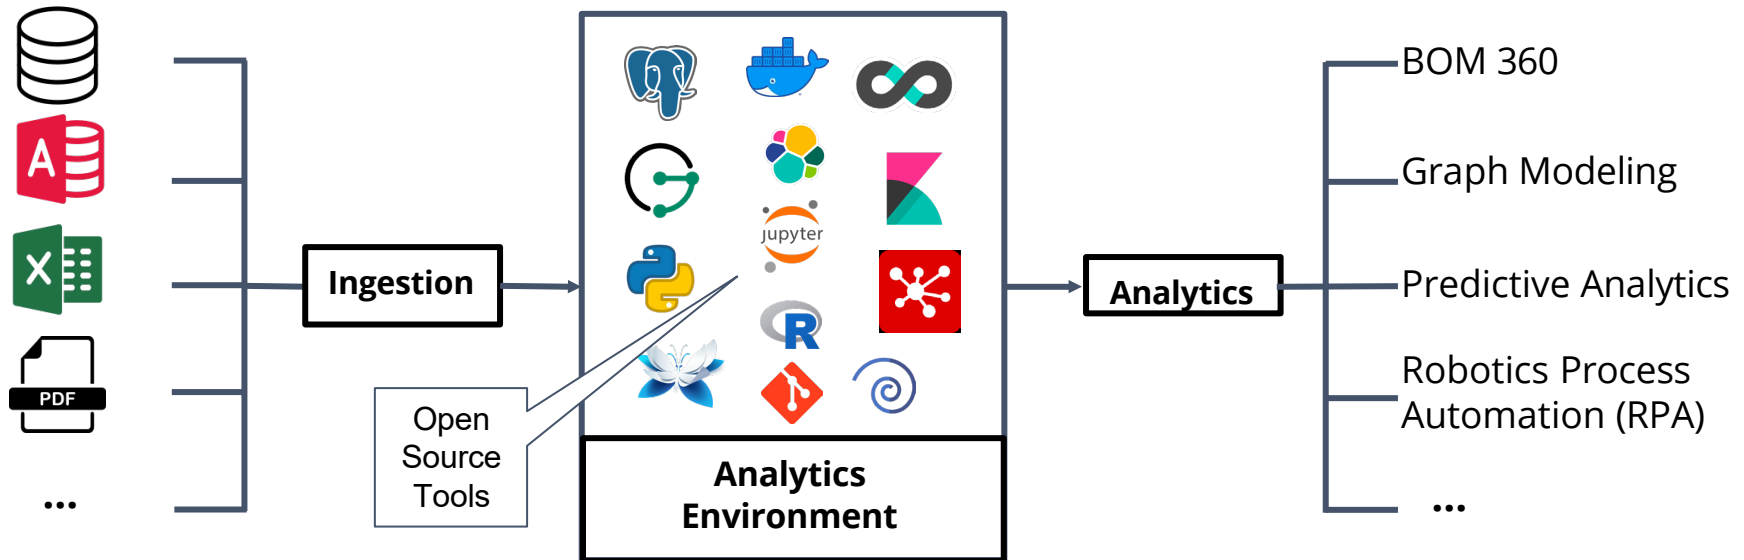 A
X
PDF
...
Ingestion
jupyter
R
Open
Source
Tools
Analytics
Environment
Analytics
BOM 360
Graph Modeling
Predictive Analytics
Robotics Process
Automation (RPA)
...